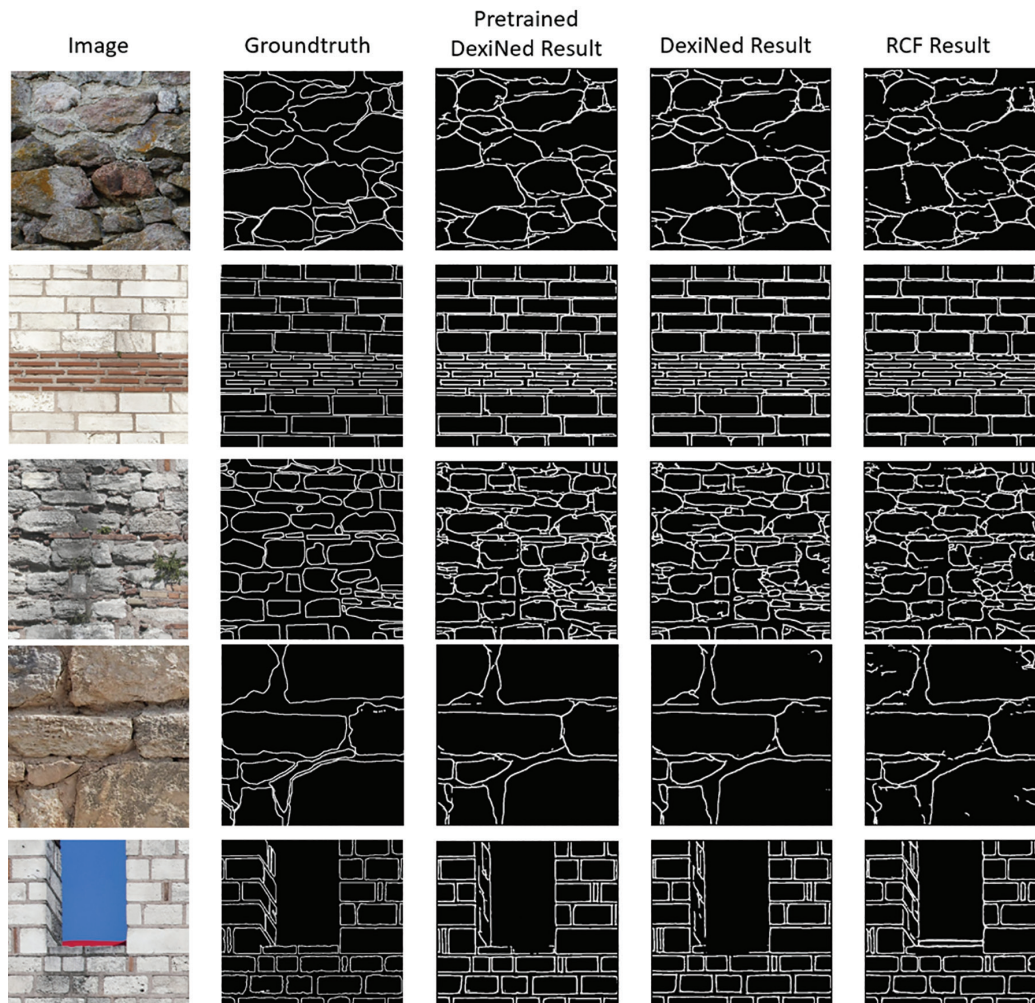 Image
Groundtruth
Pretrained
DexiNed Result
DexiNed Result
RCF Result